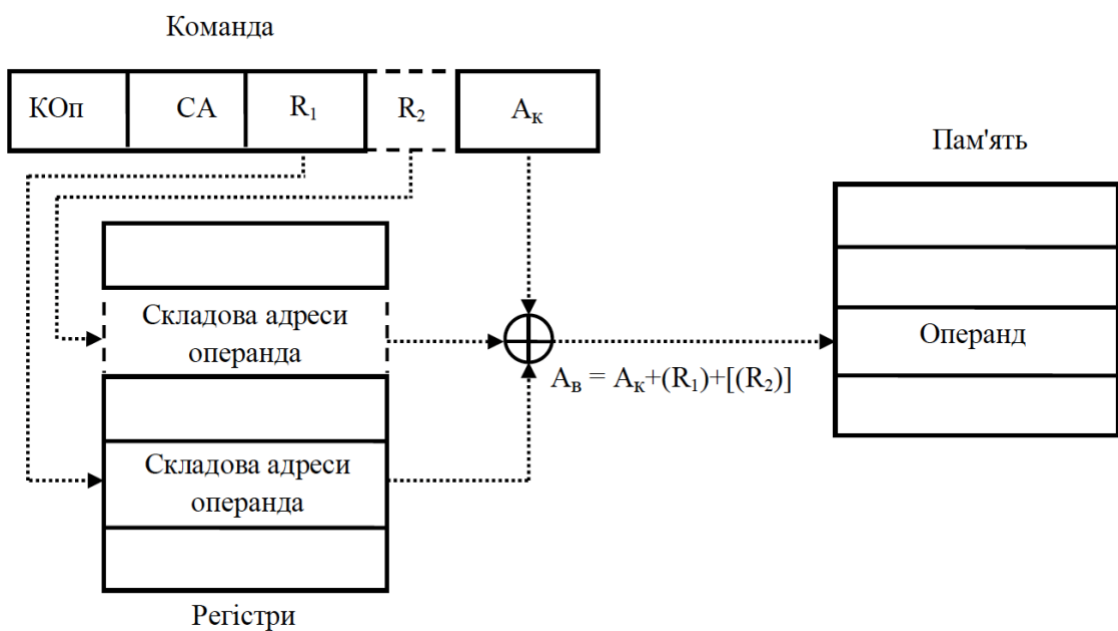 Команда
КОп СА R₁ R₂ Aк
Пам'ять
Складова адреси
операнда
Операнд
Aв = Aк+(R₁)+[(R₂)]
Складова адреси
операнда
Регістри